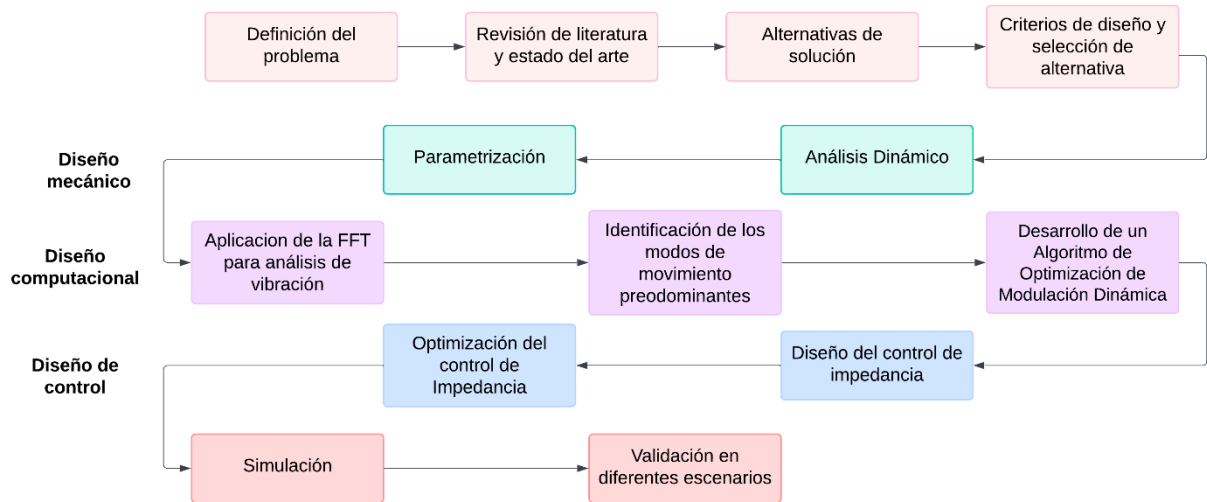 Definición del
problema
Revisión de literatura
y estado del arte
Alternativas de
solución
Criterios de diseño y
selección de
alternativa
Diseño
mecánico
Parametrización
Análisis Dinámico
Diseño
computacional
Aplicacion de la FFT
para análisis de
vibración
Identificación de los
modos de
movimiento
preodominantes
Desarrollo de un
Algoritmo de
Optimización de
Modulación Dinámica
Diseño de
control
Optimización del
control de
Impedancia
Diseño del control de
impedancia
Simulación
Validación en
diferentes escenarios